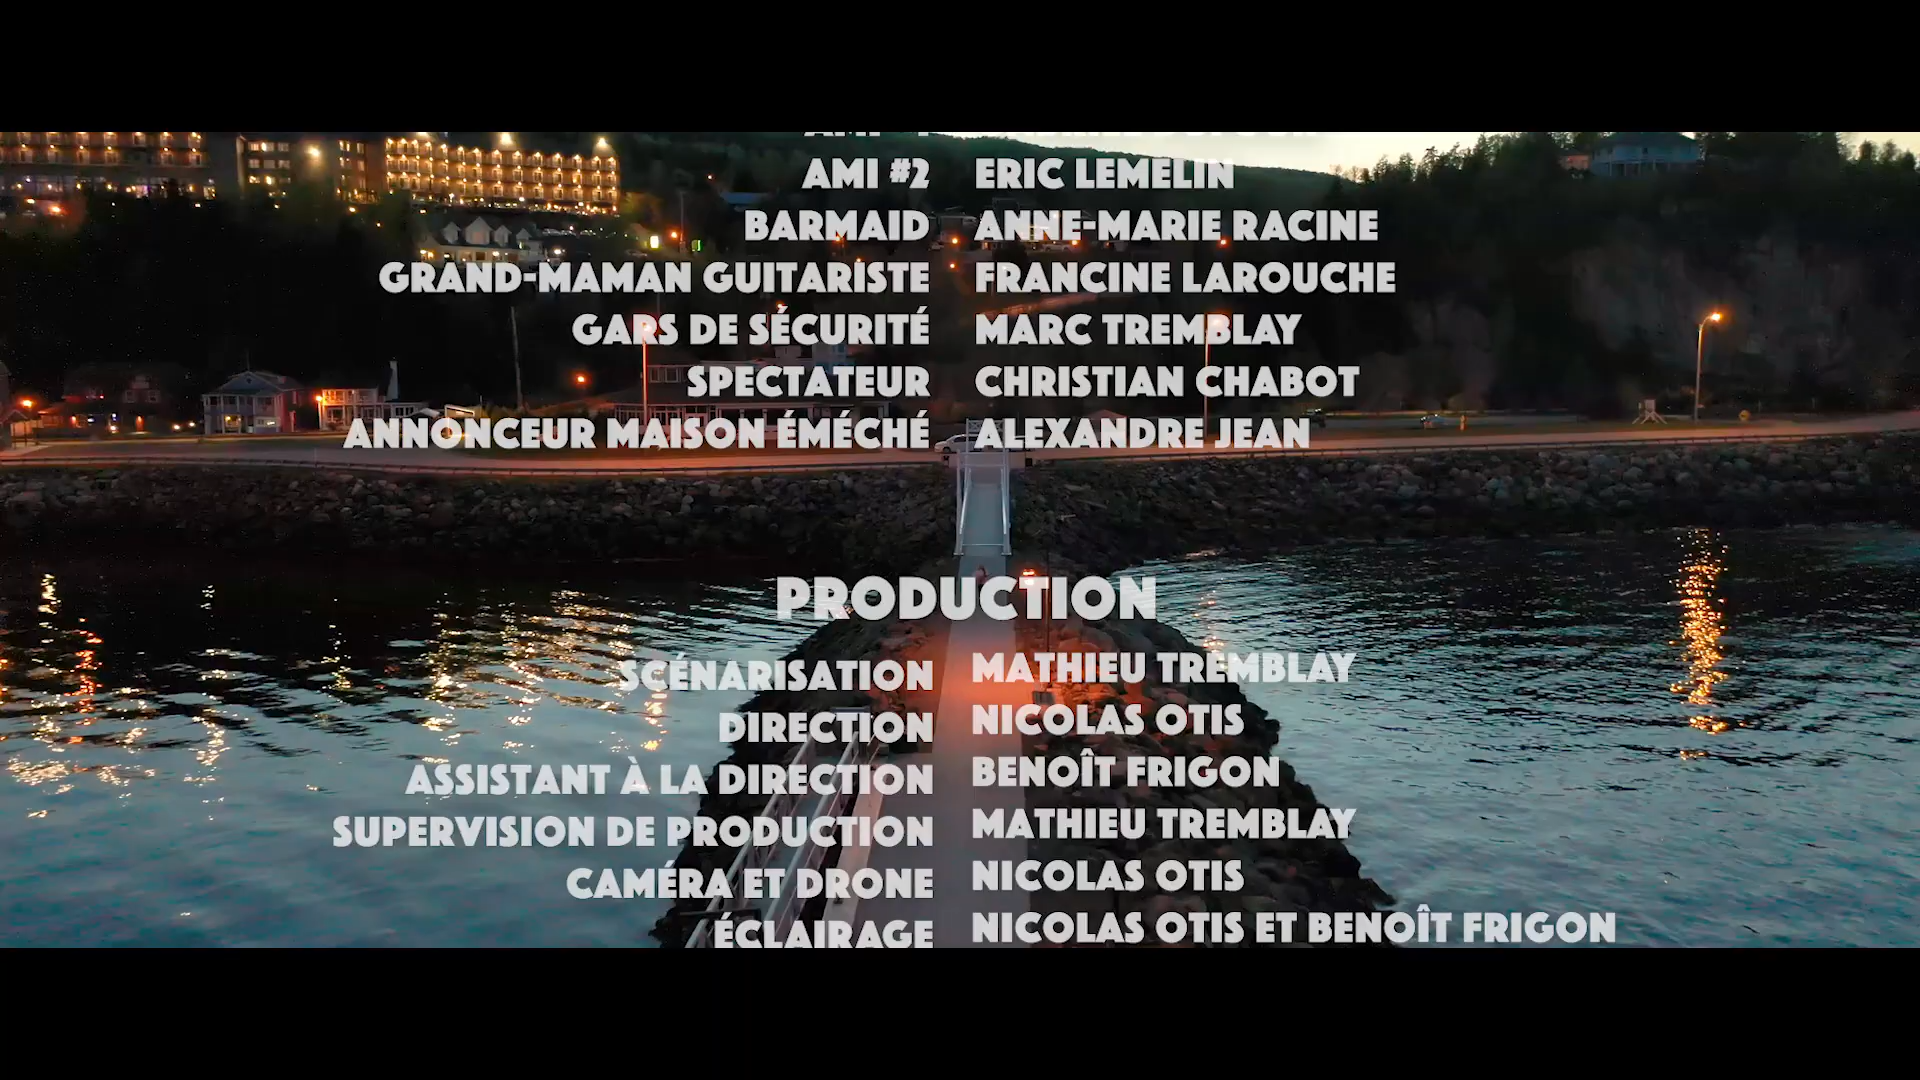 AMI #2 ERIC LEMELIN
BARMAID ANNE-MARIE RACINE
GRAND-MAMAN GUITARISTE FRANCINE LAROUCHE
GARS DE SÉCURITÉ MARC TREMBLAY
SPECTATEUR CHRISTIAN CHABOT
ANNONCEUR MAISON ÉMÉCHÉ ALEXANDRE JEAN
PRODUCTION
SCÉNARISATION MATHIEU TREMBLAY
DIRECTION NICOLAS OTIS
ASSISTANT À LA DIRECTION BENOÎT FRIGON
SUPERVISION DE PRODUCTION MATHIEU TREMBLAY
CAMÉRA ET DRONE NICOLAS OTIS
ÉCLAIRAGE NICOLAS OTIS ET BENOÎT FRIGON